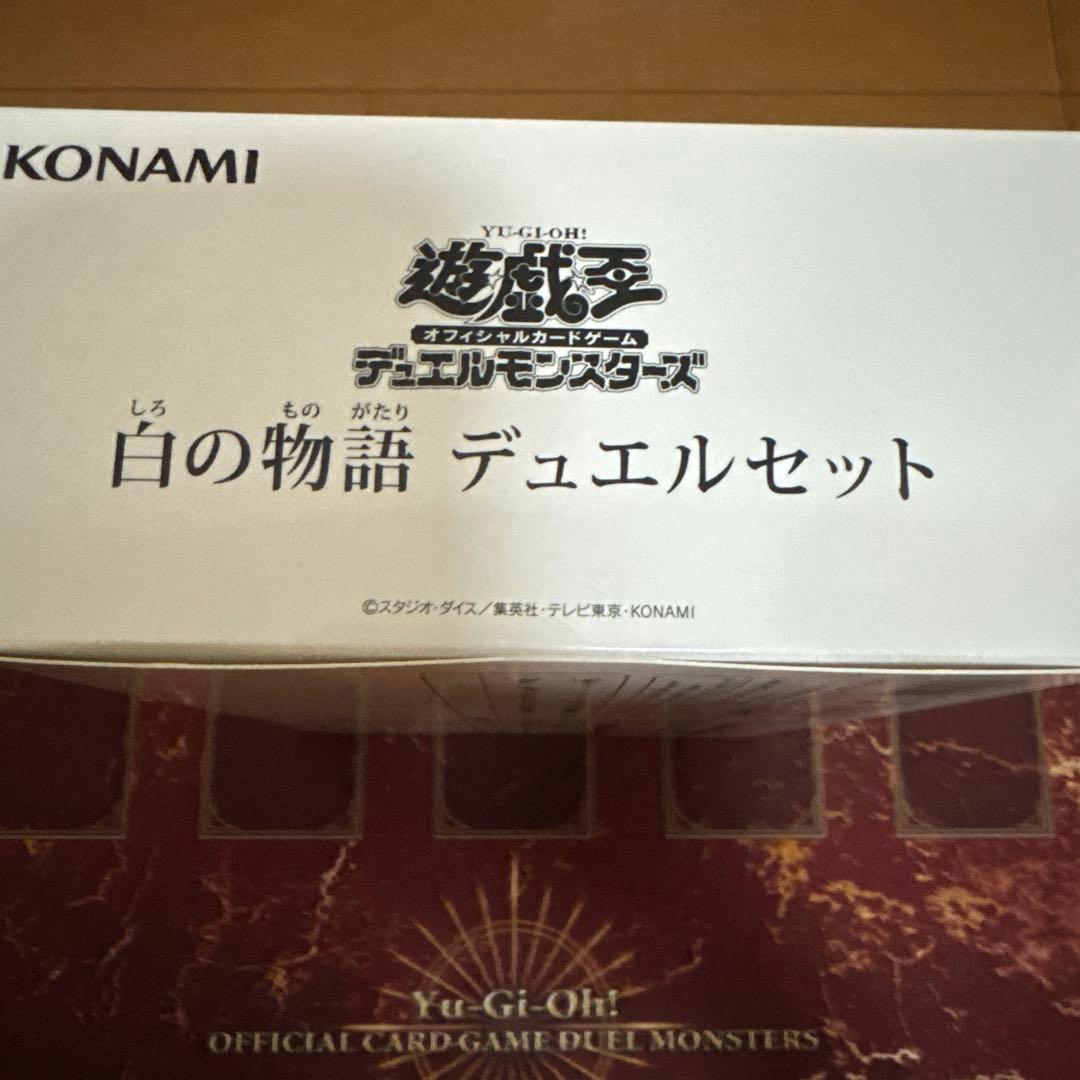 KONAMI
YU-GI-OH!
遊戯王
オフィシャルカードゲーム
デュエルモンスターズ
しろ もの がたり
白の物語 デュエルセット
©スタジオ・ダイス/集英社・テレビ東京・KONAMI
Yu-Gi-Oh!
OFFICIAL CARD GAME DUEL MONSTERS